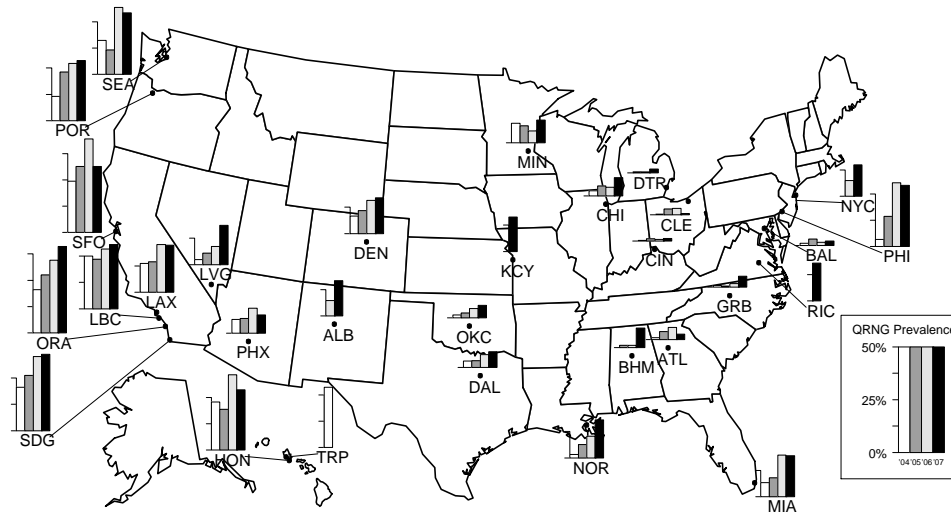 SEA
POR
MIN
DTR
CHI
NYC
CLE
SFO
DEN
CIN
BAL
PHI
LVG
KCY
LAX
LBC
GRB
RIC
ORA
ALB
OKC
PHX
BHM
ATL
DAL
SDG
HON
TRP
NOR
MIA
QRNG Prevalence
50%
25%
0%
'04'05'06'07